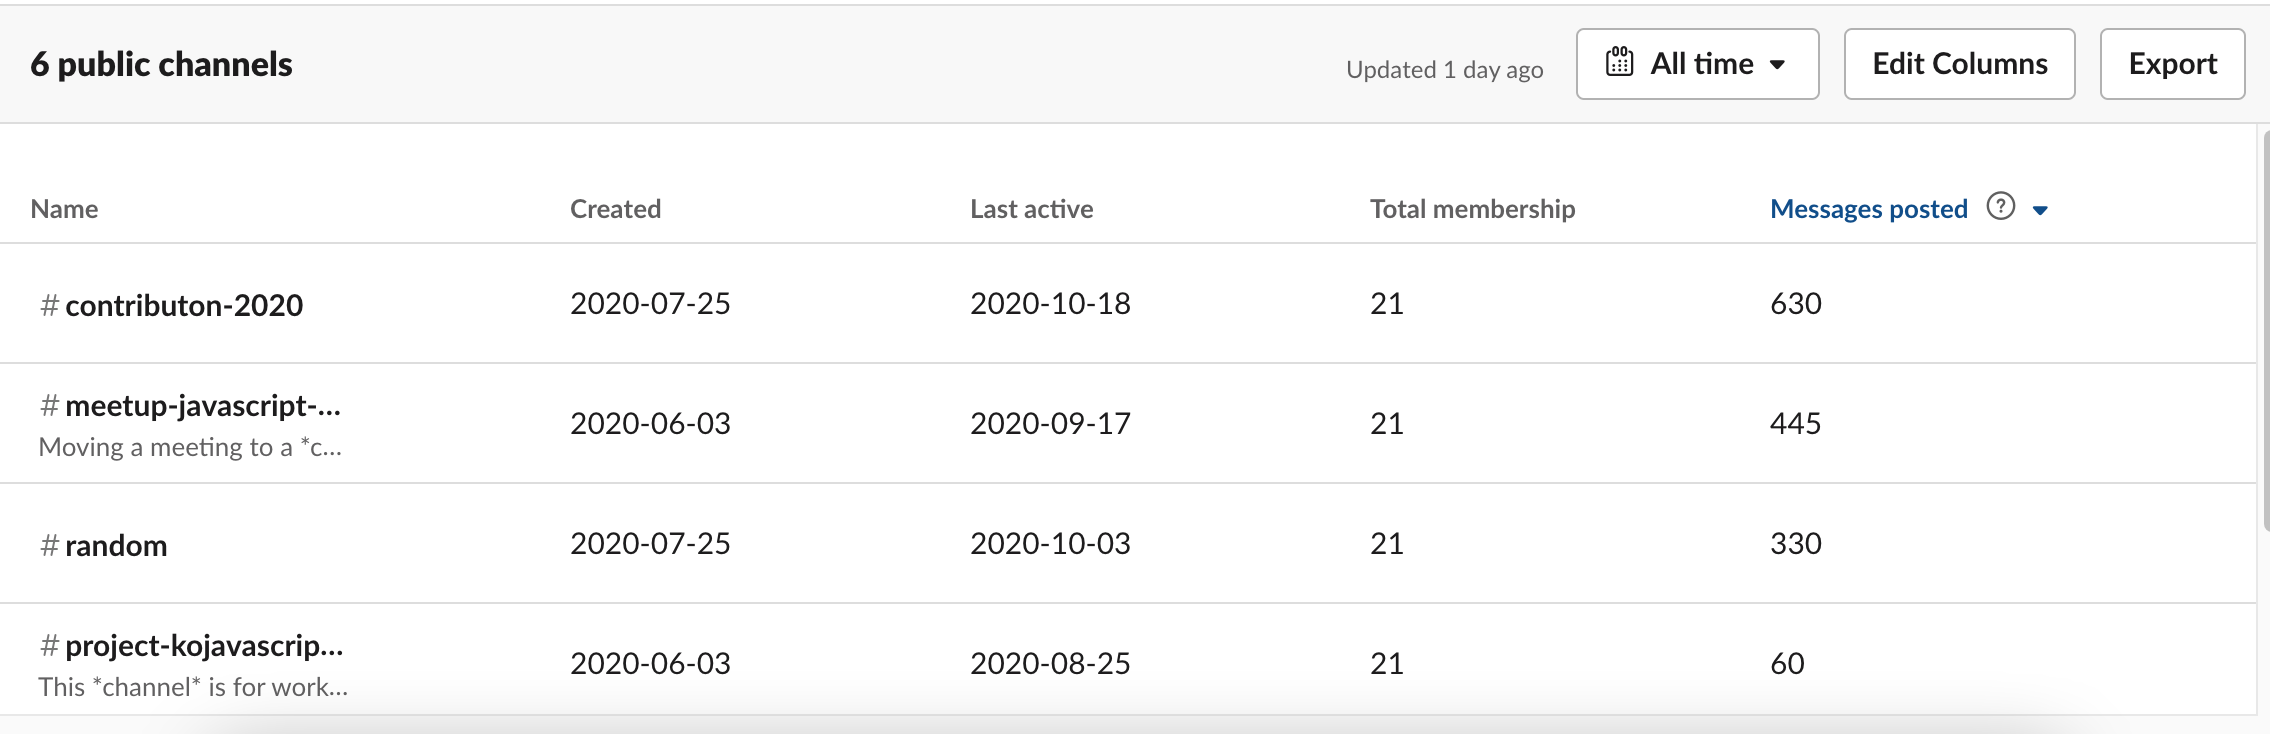 6 public channels
Updated 1 day ago
All time
Edit Columns
Export
Name Created Last active Total membership Messages posted ?
# contributon-2020 2020-07-25 2020-10-18 21 630
# meetup-javascript-...
Moving a meeting to a *c...
2020-06-03 2020-09-17 21 445
# random 2020-07-25 2020-10-03 21 330
# project-kojavascrip...
This *channel* is for work...
2020-06-03 2020-08-25 21 60